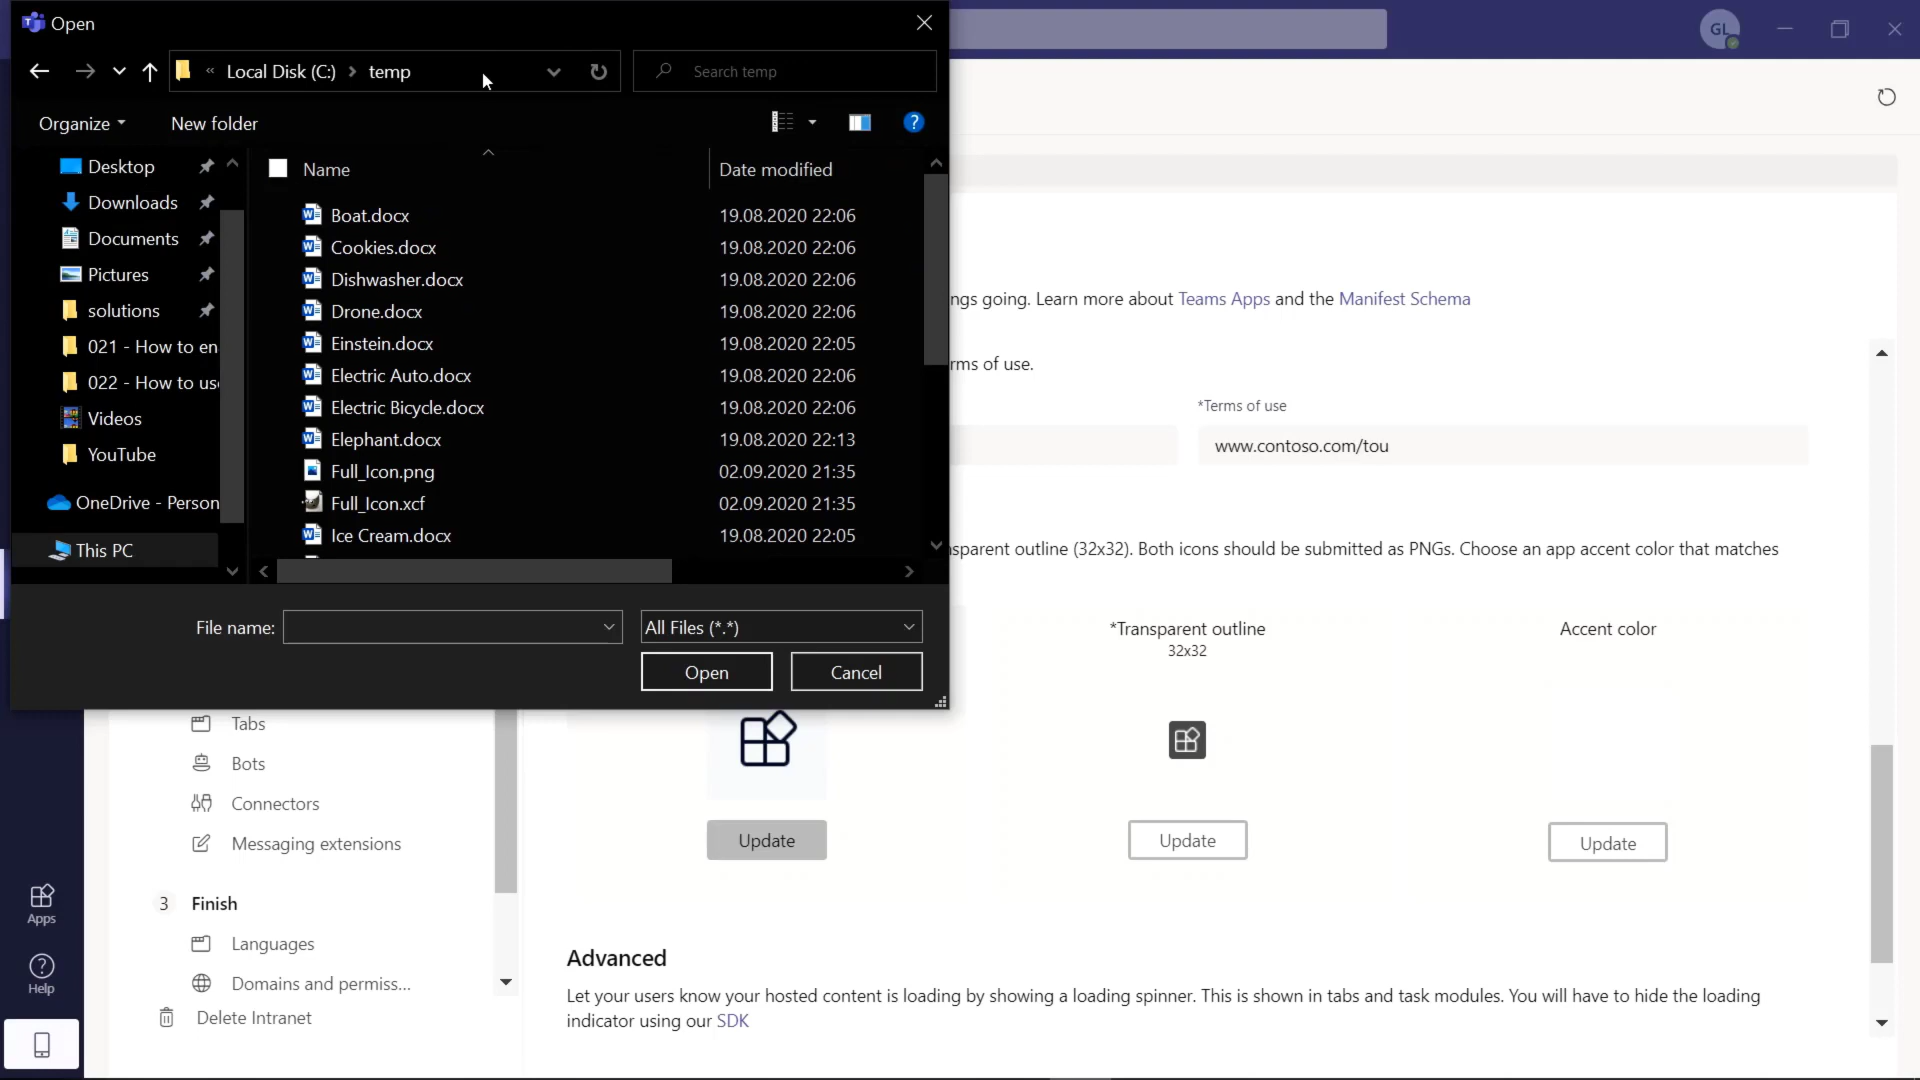 Open
GL
Local Disk (C:)
temp
Search temp
Organize
New folder
Name
Date modified
Desktop
Downloads
Documents
Pictures
solutions
021 - How to en
022 - How to us
Videos
YouTube
OneDrive - Person
This PC
Boat.docx 19.08.2020 22:06
Cookies.docx 19.08.2020 22:06
Dishwasher.docx 19.08.2020 22:06
Drone.docx 19.08.2020 22:06
Einstein.docx 19.08.2020 22:05
Electric Auto.docx 19.08.2020 22:06
Electric Bicycle.docx 19.08.2020 22:06
Elephant.docx 19.08.2020 22:13
Full_Icon.png 02.09.2020 21:35
Full_Icon.xcf 02.09.2020 21:35
Ice Cream.docx 19.08.2020 22:05
File name:
All Files (*.*)
Open
Cancel
ngs going. Learn more about Teams Apps and the Manifest Schema
rms of use.
*Terms of use
www.contoso.com/tou
sparent outline (32x32). Both icons should be submitted as PNGs. Choose an app accent color that matches
*Transparent outline
32x32
Accent color
Update
Update
Update
Tabs
Bots
Connectors
Messaging extensions
3 Finish
Languages
Domains and permiss...
Delete Intranet
Apps
Help
Advanced
Let your users know your hosted content is loading by showing a loading spinner. This is shown in tabs and task modules. You will have to hide the loading
indicator using our SDK